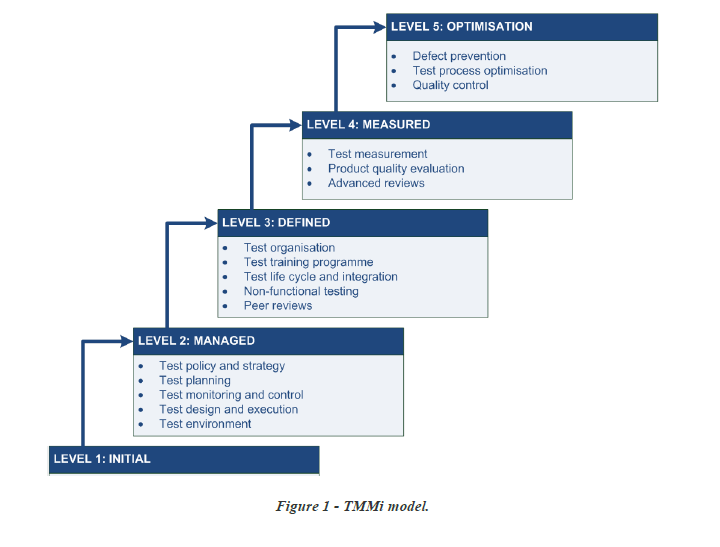 LEVEL 5: OPTIMISATION
• Defect prevention
• Test process optimisation
• Quality control
LEVEL 4: MEASURED
• Test measurement
• Product quality evaluation
• Advanced reviews
LEVEL 3: DEFINED
• Test organisation
• Test training programme
• Test life cycle and integration
• Non-functional testing
• Peer reviews
LEVEL 2: MANAGED
• Test policy and strategy
• Test planning
• Test monitoring and control
• Test design and execution
• Test environment
LEVEL 1: INITIAL
Figure 1 - TMMi model.